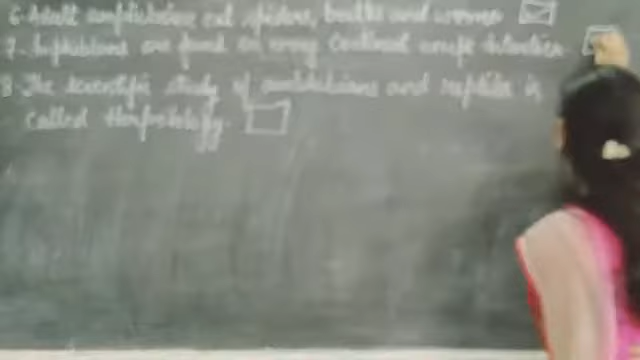 6. Adult amphibians eat spiders, beetles and worms
7. Amphibians are found on every continent except Antarctica
8. The scientific study of amphibians and reptiles is
called Herpetology.